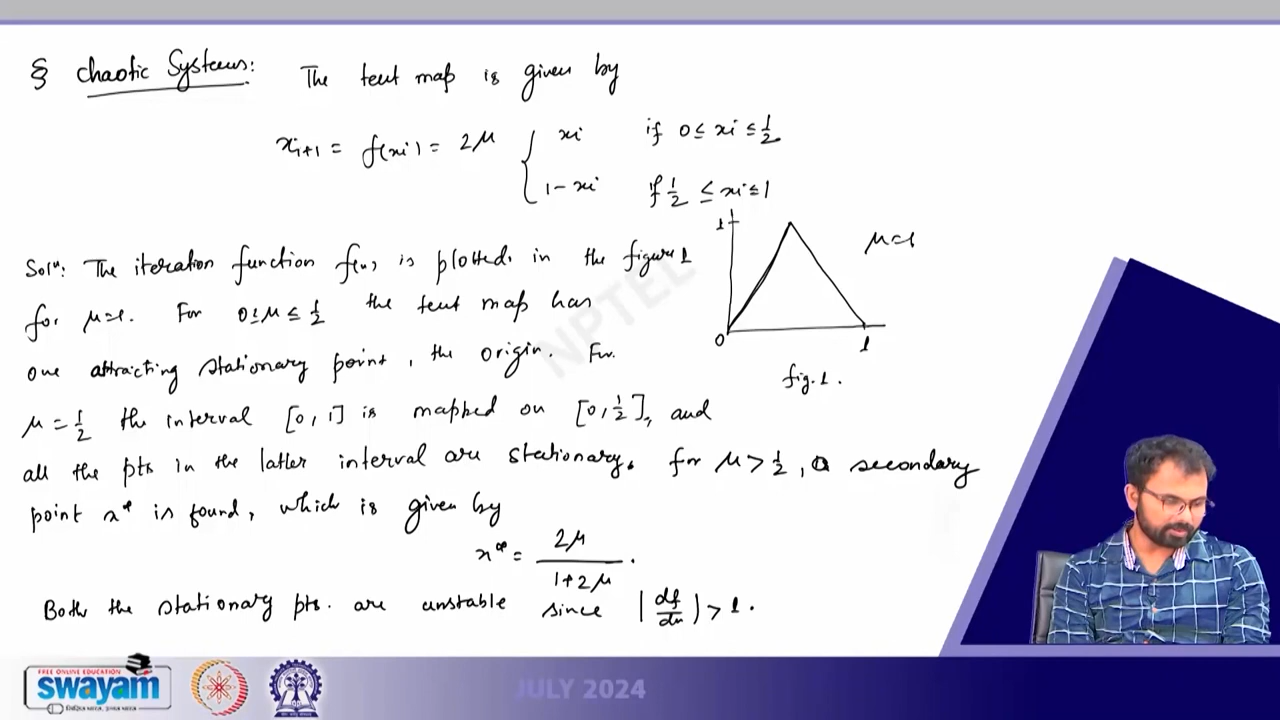 § Chaotic Systems: The tent map is given by
xi+1 = f(xi) = 2μ { xi if 0 ≤ xi ≤ 1/2
1-xi if 1/2 ≤ xi ≤ 1
1
μ=1
0
1
fig. 1.
Solⁿ: The iteration function f(x) is plotted in the figure 1
for μ=1. For 0≤μ≤1/2 the tent map has
one attracting stationary point, the origin. For
μ = 1/2 the interval [0,1] is mapped on [0,1/2], and
all the pts in the latter interval are stationary. for μ > 1/2, a secondary
point x* is found, which is given by
x* = 2μ / 1+2μ .
Both the stationary pts. are unstable since |df/dx| > 1.
NPTEL
FREE ONLINE EDUCATION
swayam
JULY 2024